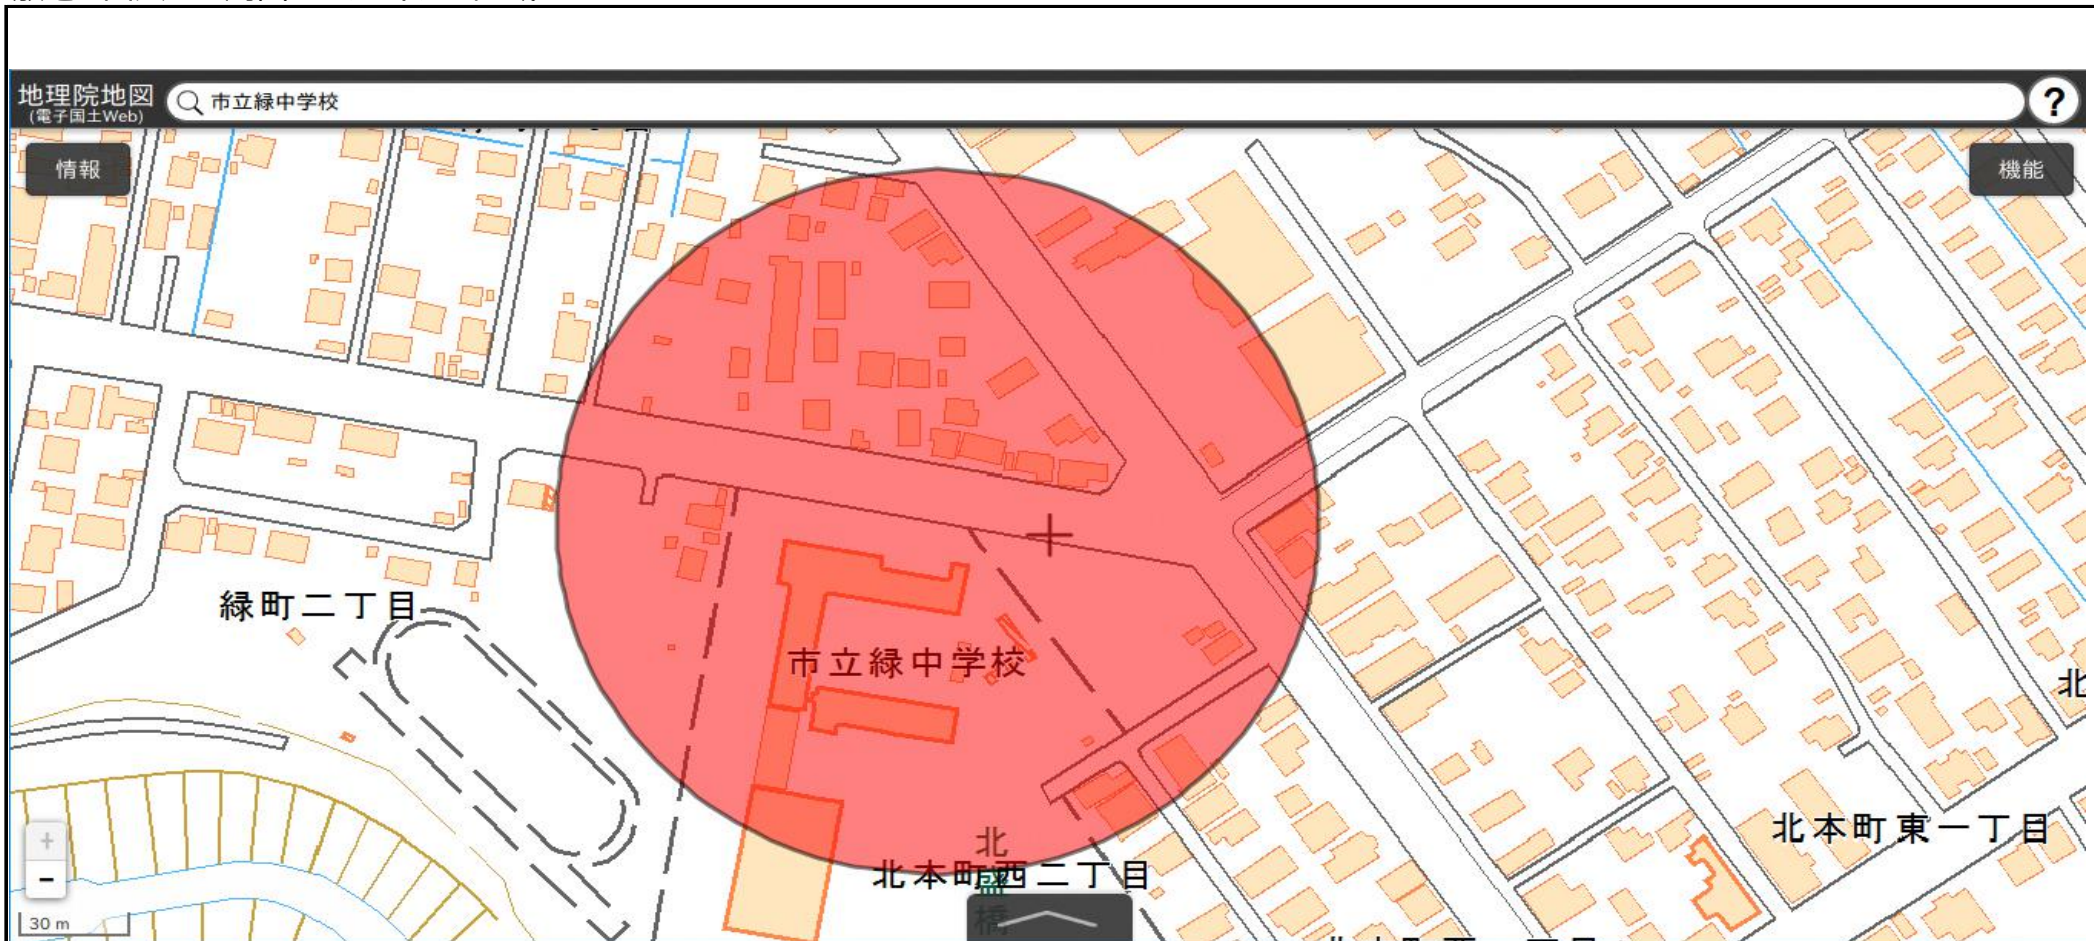 地理院地図
(電子国土Web)
市立緑中学校
?
情報
機能
緑町二丁目
市立緑中学校
北
北本町東一丁目
北
盛
橋
北本町西二丁目
+
-
30 m